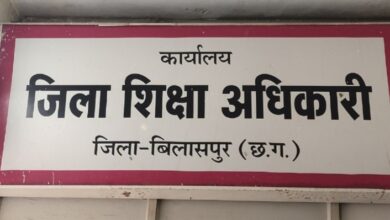 कार्यालय
जिला शिक्षा अधिकारी
जिला-बिलासपुर (छ.ग.)